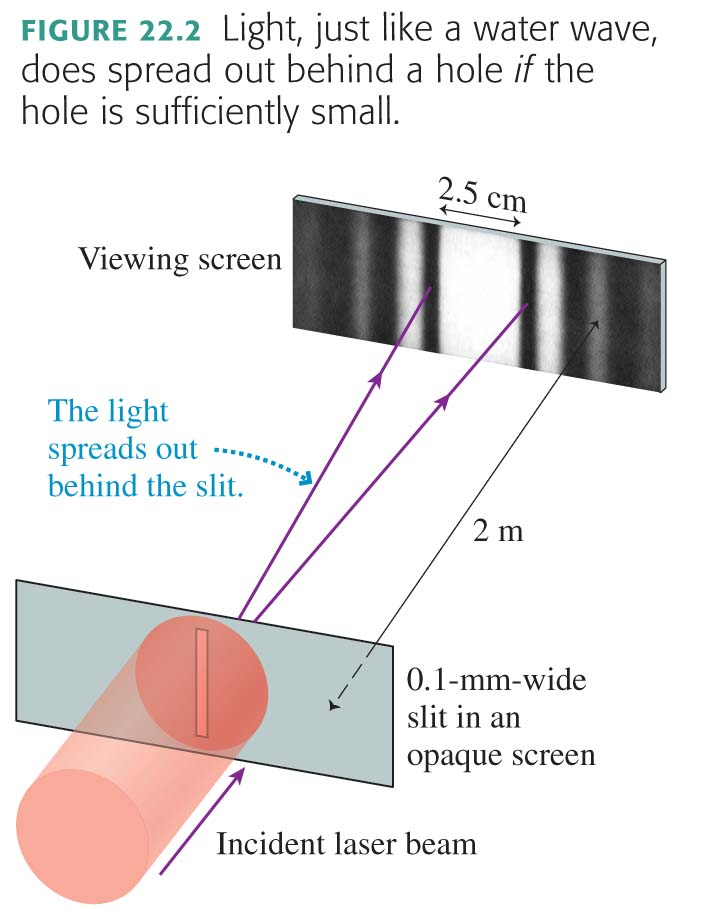 FIGURE 22.2 Light, just like a water wave,
does spread out behind a hole if the
hole is sufficiently small.
2.5 cm
Viewing screen
The light
spreads out
behind the slit.
2 m
0.1-mm-wide
slit in an
opaque screen
Incident laser beam